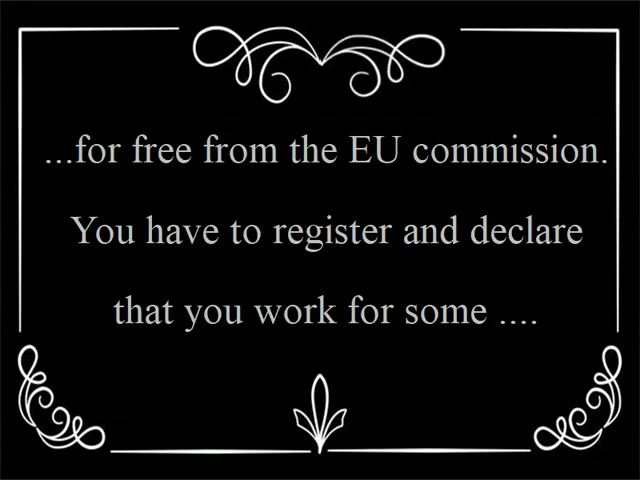 ...for free from the EU commission.
You have to register and declare
that you work for some ....